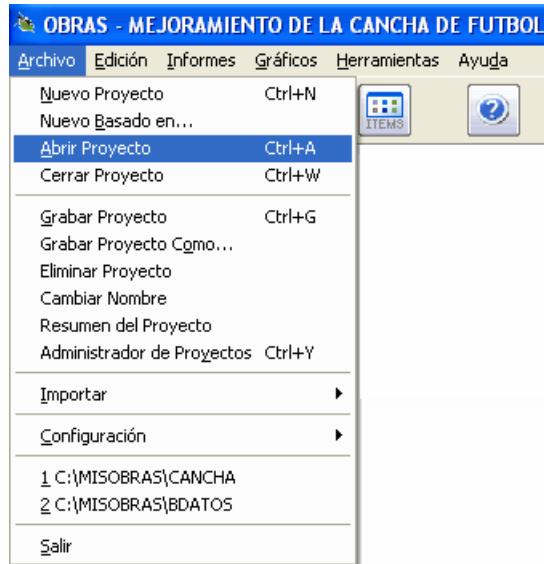 OBRAS - MEJORAMIENTO DE LA CANCHA DE FUTBOL
Archivo Edición Informes Gráficos Herramientas Ayuda
Nuevo Proyecto Ctrl+N
Nuevo Basado en...
Abrir Proyecto Ctrl+A
Cerrar Proyecto Ctrl+W
Grabar Proyecto Ctrl+G
Grabar Proyecto Como...
Eliminar Proyecto
Cambiar Nombre
Resumen del Proyecto
Administrador de Proyectos Ctrl+Y
Importar
Configuración
1 C:\MISOBRAS\CANCHA
2 C:\MISOBRAS\BDATOS
Salir
ITEMS
?